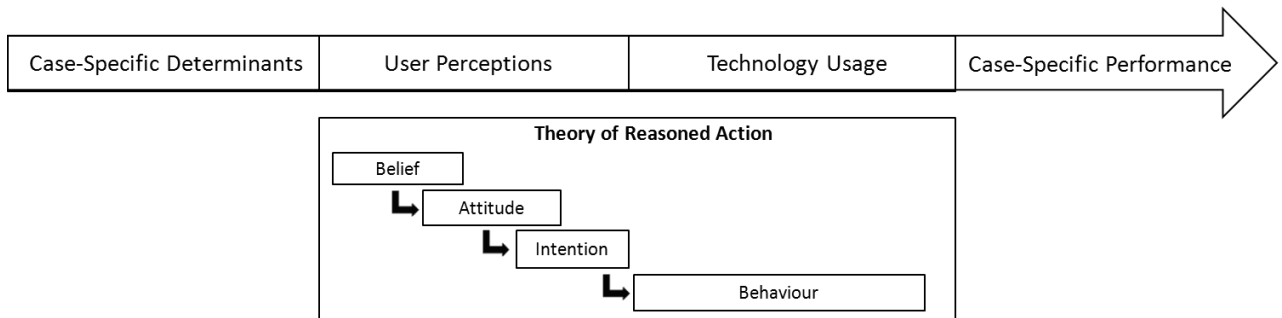 Case-Specific Determinants
User Perceptions
Technology Usage
Case-Specific Performance
Theory of Reasoned Action
Belief
Attitude
Intention
Behaviour